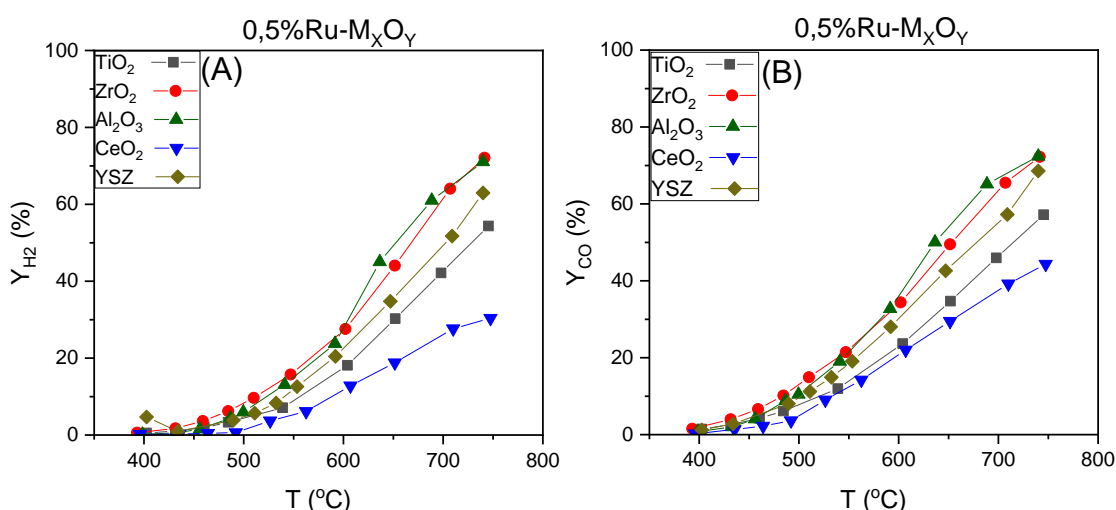 0,5%Ru-MXOY
(A)
TiO2
ZrO2
Al2O3
CeO2
YSZ
YH2 (%)
100
80
60
40
20
0
400 500 600 700 800
T (oC)
0,5%Ru-MXOY
(B)
TiO2
ZrO2
Al2O3
CeO2
YSZ
YCO (%)
100
80
60
40
20
0
400 500 600 700 800
T (oC)